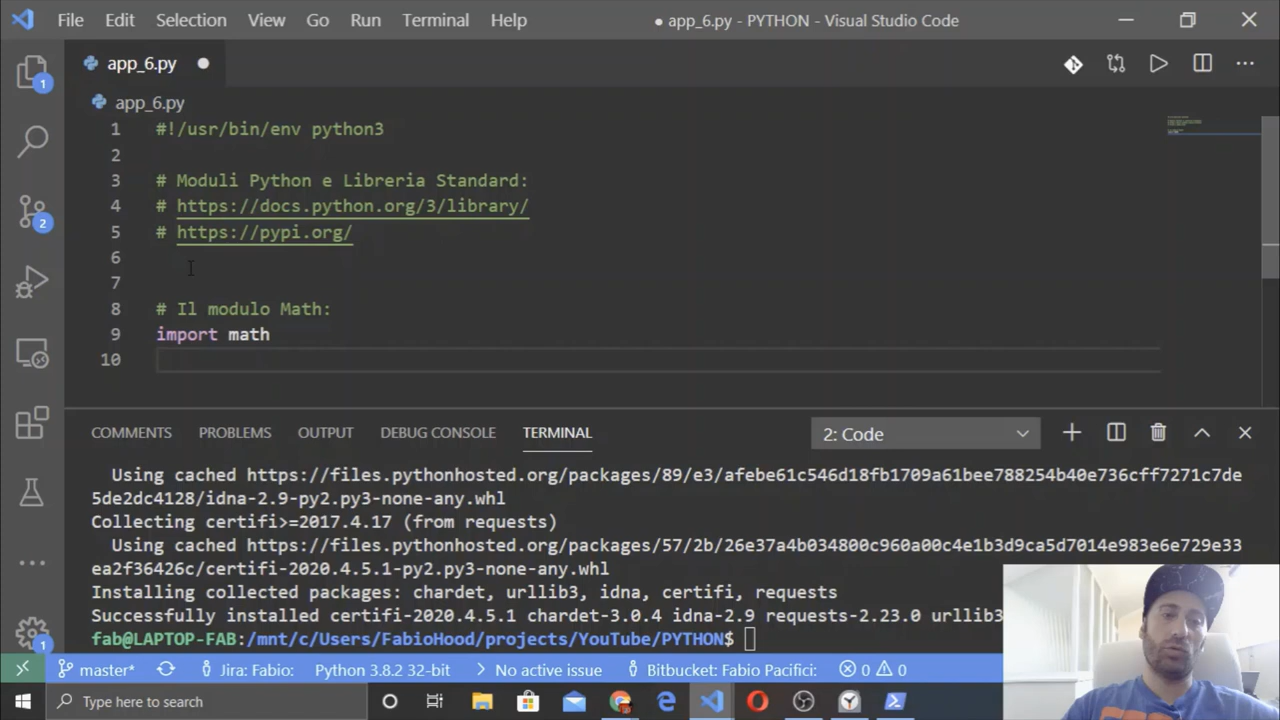 File Edit Selection View Go Run Terminal Help ● app_6.py - PYTHON - Visual Studio Code
app_6.py
app_6.py
1 #!/usr/bin/env python3
2
3 # Moduli Python e Libreria Standard:
4 # https://docs.python.org/3/library/
5 # https://pypi.org/
6
7
8 # Il modulo Math:
9 import math
10
1
2
1
COMMENTS PROBLEMS OUTPUT DEBUG CONSOLE TERMINAL 2: Code
Using cached https://files.pythonhosted.org/packages/89/e3/afebe61c546d18fb1709a61bee788254b40e736cff7271c7de
5de2dc4128/idna-2.9-py2.py3-none-any.whl
Collecting certifi>=2017.4.17 (from requests)
Using cached https://files.pythonhosted.org/packages/57/2b/26e37a4b034800c960a00c4e1b3d9ca5d7014e983e6e729e33
ea2f36426c/certifi-2020.4.5.1-py2.py3-none-any.whl
Installing collected packages: chardet, urllib3, idna, certifi, requests
Successfully installed certifi-2020.4.5.1 chardet-3.0.4 idna-2.9 requests-2.23.0 urllib3
fab@LAPTOP-FAB:/mnt/c/Users/FabioHood/projects/YouTube/PYTHON$
master* Jira: Fabio: Python 3.8.2 32-bit No active issue Bitbucket: Fabio Pacifici: 0 0
Type here to search